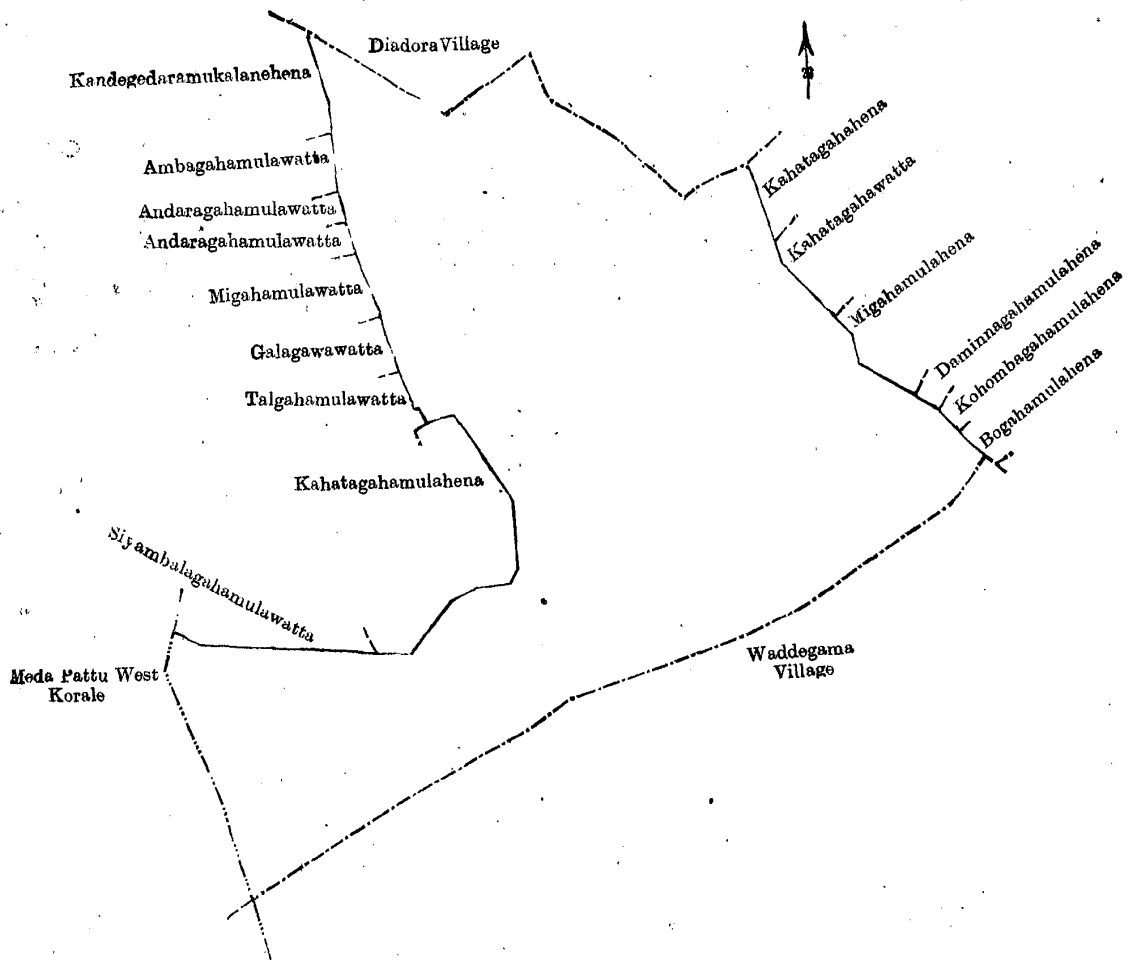 Diadora Village
Kandegedaramukalanehena
Ambagahamulawatta
Andaragahamulawatta
Andaragahamulawatta
Migahamulawatta
Galagawawatta
Talgahamulawatta
Kahatagahamulahena
Siyambalagahamulawatta
Meda Pattu West
Korale
Kahatagahahena
Kahatagahawatta
Migahamulahena
Daminnagahamulahena
Kohombagahamulahena
Bogahamulahena
Waddegama
Village